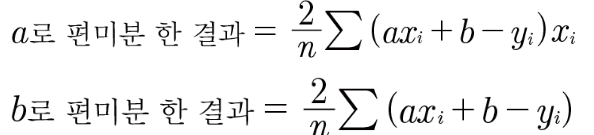 a로 편미분 한 결과 = 2/n ∑(axᵢ + b − yᵢ)xᵢ
b로 편미분 한 결과 = 2/n ∑(axᵢ + b − yᵢ)